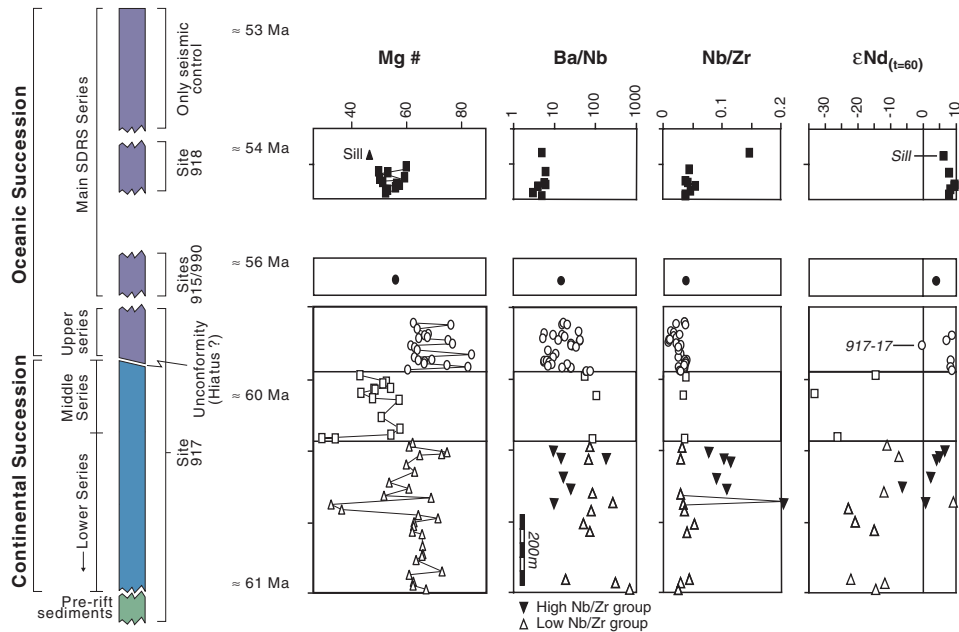 Oceanic Succession
Continental Succession
Main SDRS Series
Upper
series
Middle
Series
Lower Series
Pre-rift
sediments
Only seismic
control
Site
918
Sites
915/990
Unconformity
(Hiatus ?)
Site
917
≈ 53 Ma
≈ 54 Ma
≈ 56 Ma
≈ 60 Ma
≈ 61 Ma
Mg #
40
60
80
Sill
Ba/Nb
1
10
100
1000
200m
Nb/Zr
0
0.1
0.2
εNd(t=60)
-30
-20
-10
0
10
Sill
917-17
High Nb/Zr group
Low Nb/Zr group